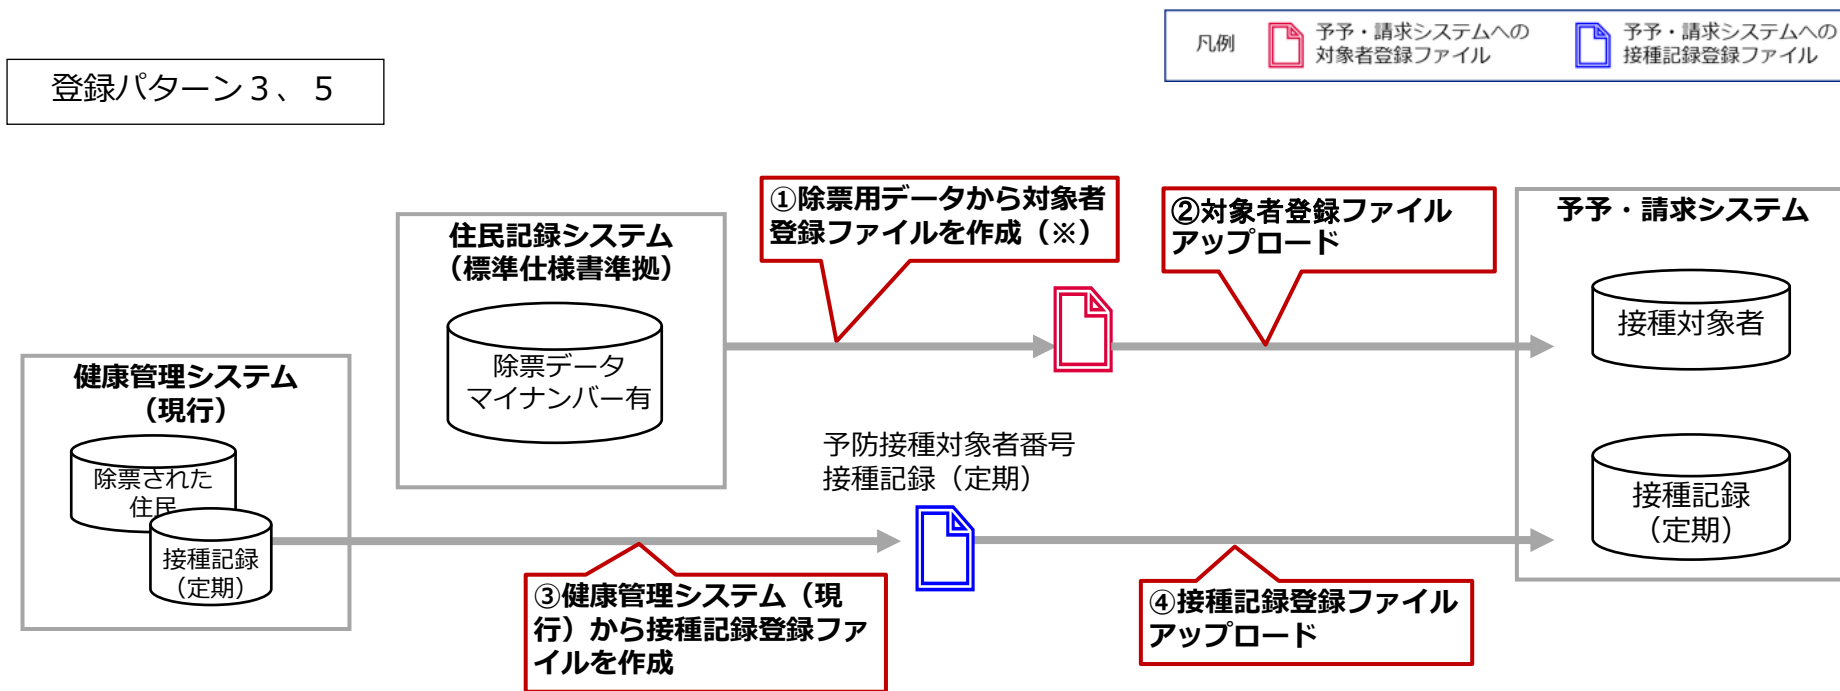 凡例
予予・請求システムへの
対象者登録ファイル
予予・請求システムへの
接種記録登録ファイル
登録パターン３、５
①除票用データから対象者
登録ファイルを作成（※）
②対象者登録ファイル
アップロード
予予・請求システム
住民記録システム
（標準仕様書準拠）
接種対象者
除票データ
マイナンバー有
健康管理システム
（現行）
予防接種対象者番号
接種記録（定期）
除票された
住民
接種記録
（定期）
接種記録
（定期）
③健康管理システム（現
行）から接種記録登録ファ
イルを作成
④接種記録登録ファイル
アップロード